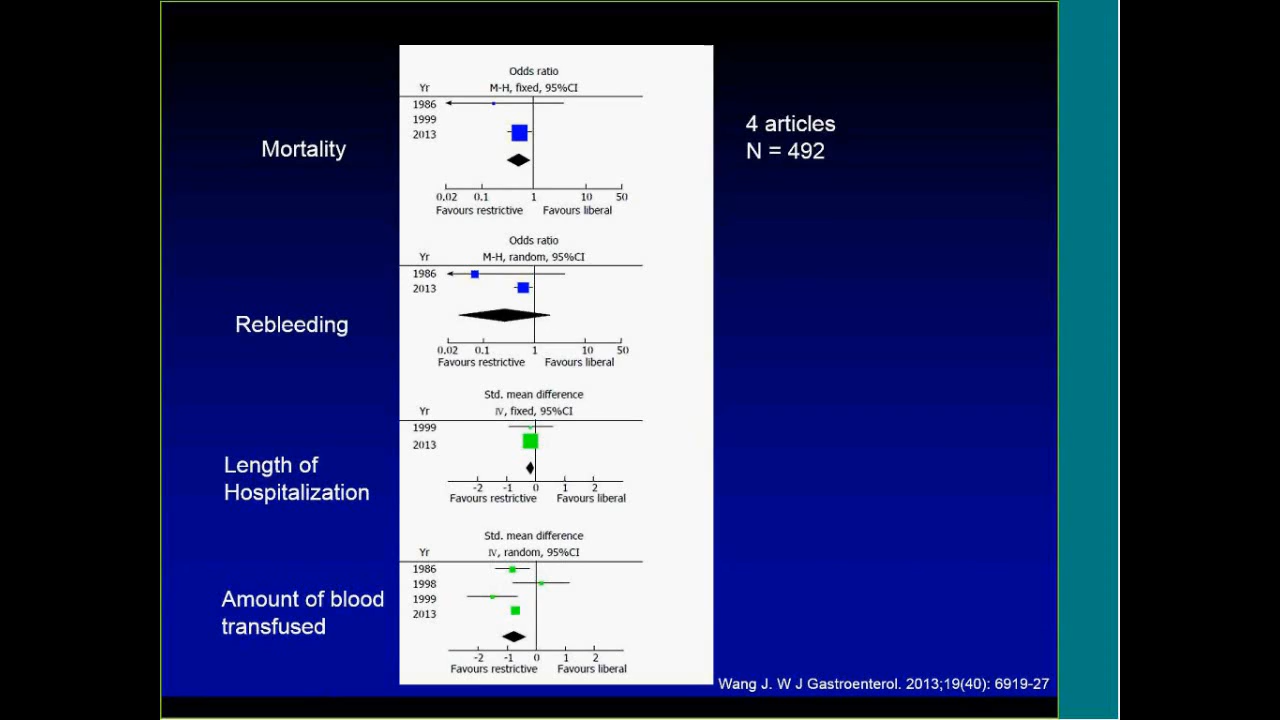 Odds ratio
Yr M-H, fixed, 95%CI
1986
1999
2013
Mortality
0.02 0.1 1 10 50
Favours restrictive Favours liberal
4 articles
N = 492
Odds ratio
Yr M-H, random, 95%CI
1986
2013
Rebleeding
0.02 0.1 1 10 50
Favours restrictive Favours liberal
Std. mean difference
Yr IV, fixed, 95%CI
1999
2013
Length of
Hospitalization
-2 -1 0 1 2
Favours restrictive Favours liberal
Std. mean difference
Yr IV, random, 95%CI
1986
1998
1999
2013
Amount of blood
transfused
-2 -1 0 1 2
Favours restrictive Favours liberal
Wang J. W J Gastroenterol. 2013;19(40): 6919-27